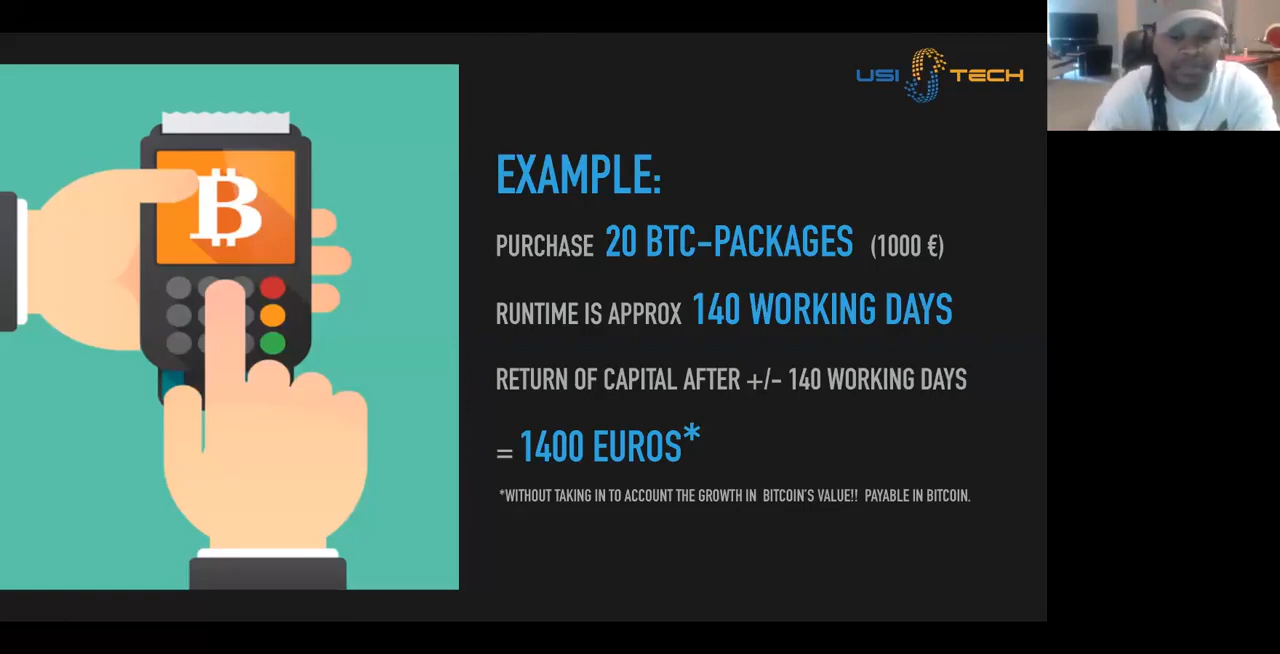 USI TECH
EXAMPLE:
PURCHASE 20 BTC-PACKAGES (1000 €)
RUNTIME IS APPROX 140 WORKING DAYS
RETURN OF CAPITAL AFTER +/- 140 WORKING DAYS
= 1400 EUROS*
*WITHOUT TAKING IN TO ACCOUNT THE GROWTH IN BITCOIN'S VALUE!! PAYABLE IN BITCOIN.